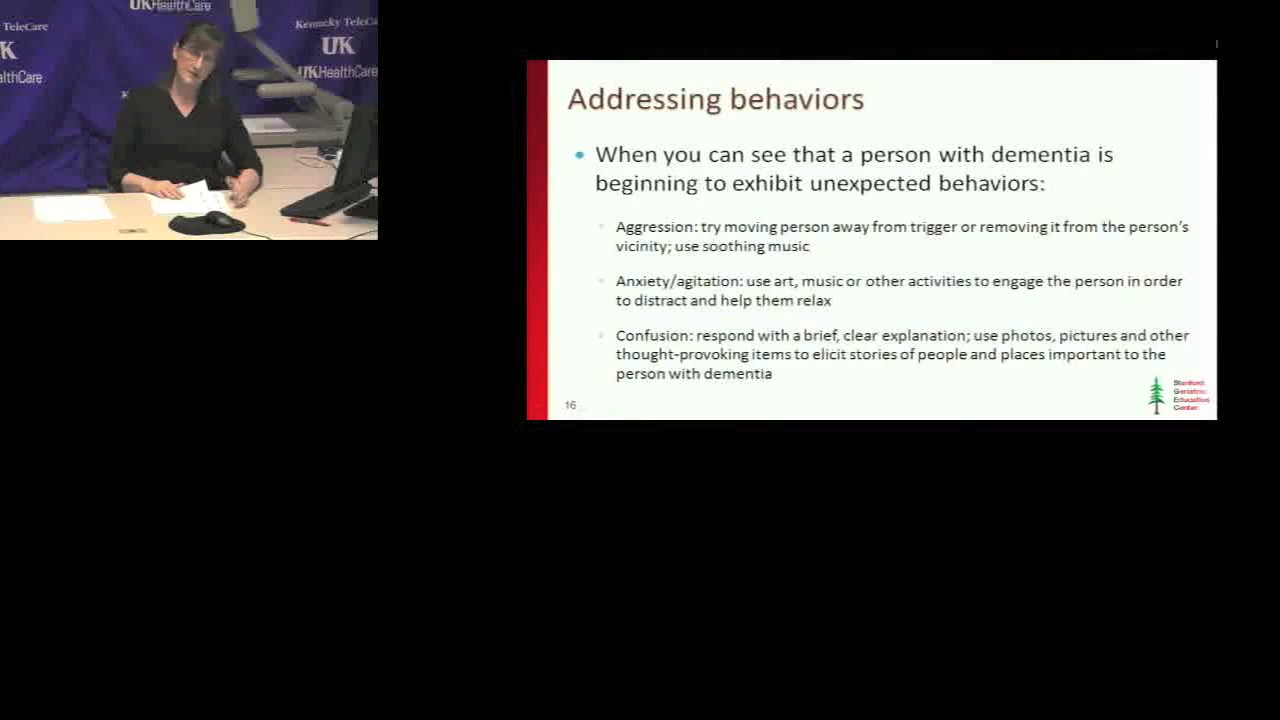 UKHealthCare
TeleCare
K
althCare
Kentucky TeleCa
UK
UKHealthCare
Addressing behaviors
• When you can see that a person with dementia is
beginning to exhibit unexpected behaviors:
Aggression: try moving person away from trigger or removing it from the person's
vicinity; use soothing music
Anxiety/agitation: use art, music or other activities to engage the person in order
to distract and help them relax
Confusion: respond with a brief, clear explanation; use photos, pictures and other
thought-provoking items to elicit stories of people and places important to the
person with dementia
16
Stanford
Geriatric
Education
Center